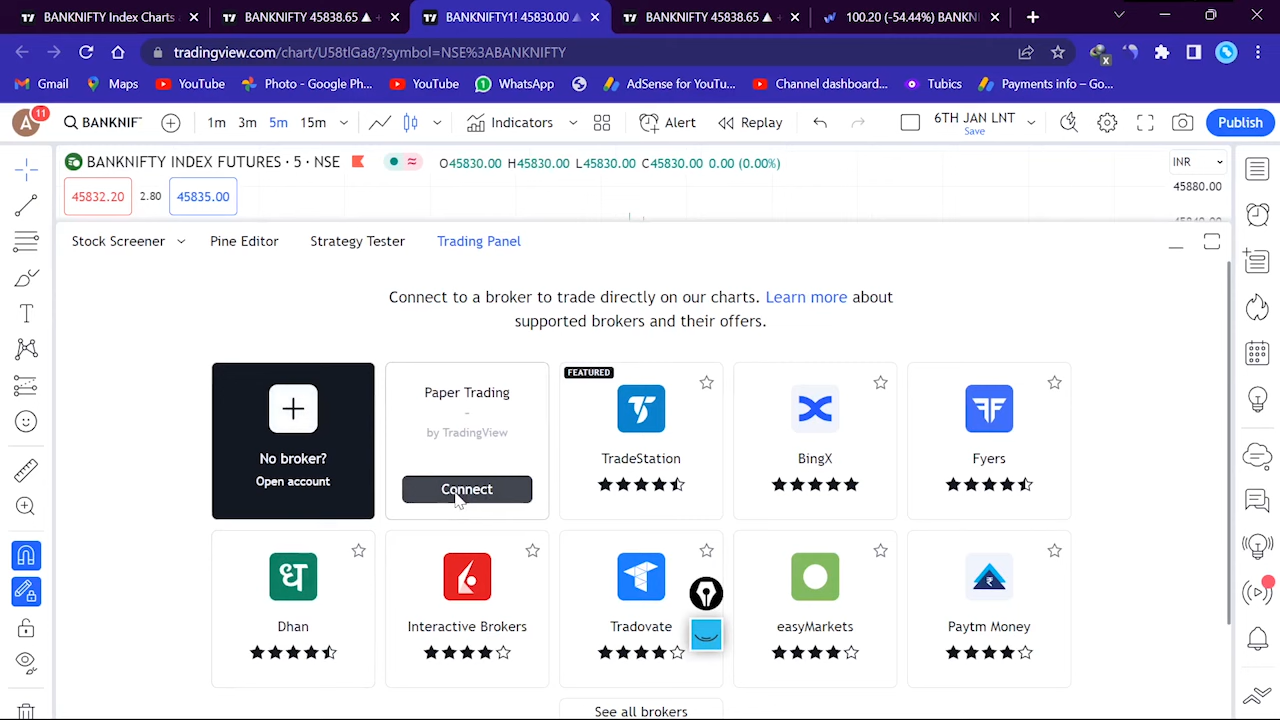 BANKNIFTY Index Charts
BANKNIFTY 45838.65 ▲ +
BANKNIFTY1! 45830.00 ▲
BANKNIFTY 45838.65 ▲ +
100.20 (-54.44%) BANKN
tradingview.com/chart/U58tlGa8/?symbol=NSE%3ABANKNIFTY
Gmail
Maps
YouTube
Photo - Google Ph...
YouTube
WhatsApp
AdSense for YouTu...
Channel dashboard...
Tubics
Payments info – Go...
A
11
BANKNIF
1m
3m
5m
15m
Indicators
Alert
Replay
6TH JAN LNT
Save
Publish
BANKNIFTY INDEX FUTURES · 5 · NSE
O45830.00 H45830.00 L45830.00 C45830.00 0.00 (0.00%)
INR
45880.00
45832.20
2.80
45835.00
Stock Screener
Pine Editor
Strategy Tester
Trading Panel
Connect to a broker to trade directly on our charts. Learn more about
supported brokers and their offers.
No broker?
Open account
Paper Trading
-
by TradingView
Connect
FEATURED
TradeStation
BingX
Fyers
ध
Dhan
Interactive Brokers
Tradovate
easyMarkets
Paytm Money
See all brokers